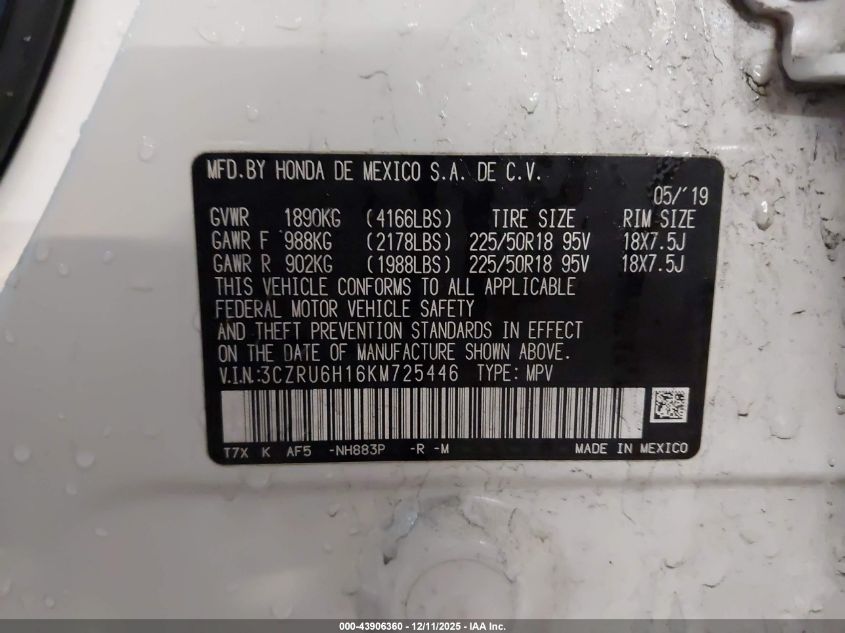 MFD.BY HONDA DE MEXICO S.A. DE C.V.
05/'19
GVWR 1890KG (4166LBS) TIRE SIZE RIM SIZE
GAWR F 988KG (2178LBS) 225/50R18 95V 18X7.5J
GAWR R 902KG (1988LBS) 225/50R18 95V 18X7.5J
THIS VEHICLE CONFORMS TO ALL APPLICABLE
FEDERAL MOTOR VEHICLE SAFETY
AND THEFT PREVENTION STANDARDS IN EFFECT
ON THE DATE OF MANUFACTURE SHOWN ABOVE.
V.I.N:3CZRU6H16KM725446 TYPE: MPV
T7X K AF5 -NH883P -R -M MADE IN MEXICO
000-43906360 - 12/11/2025 - IAA Inc.